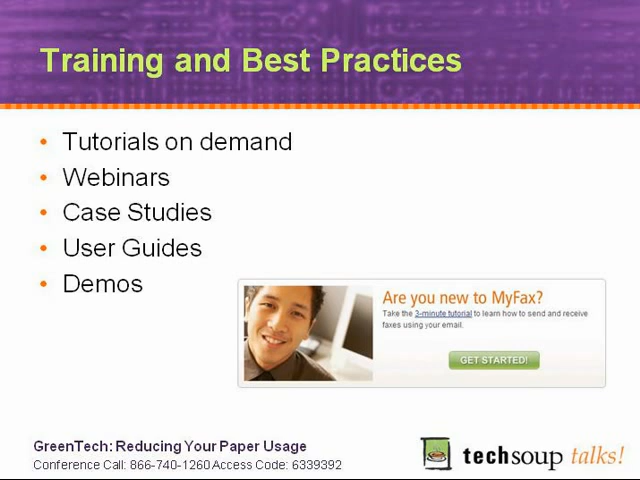 Training and Best Practices
• Tutorials on demand
• Webinars
• Case Studies
• User Guides
• Demos
Are you new to MyFax?
Take the 3-minute tutorial to learn how to send and receive
faxes using your email.
GET STARTED!
GreenTech: Reducing Your Paper Usage
Conference Call: 866-740-1260 Access Code: 6339392
techsoup talks!